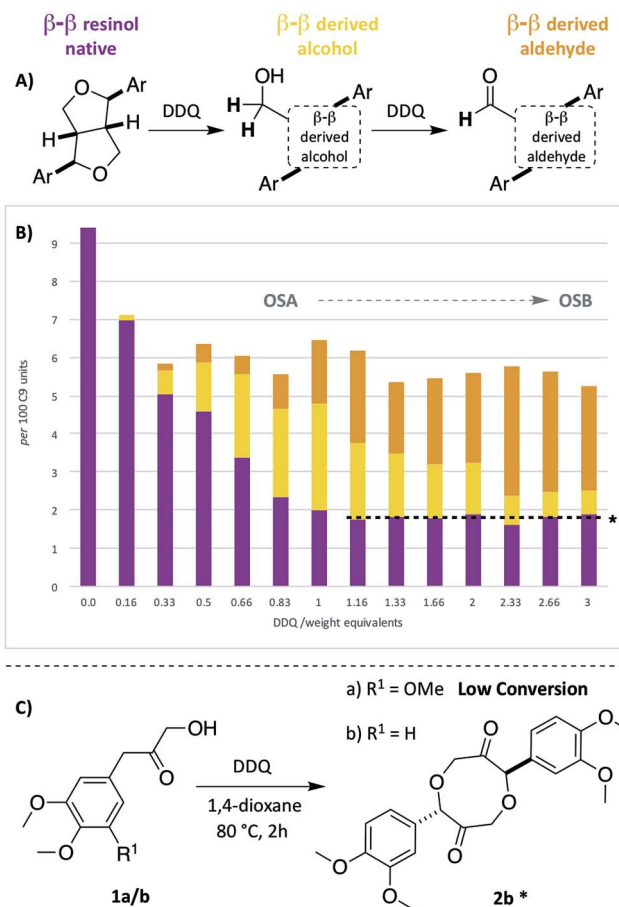 β-β resinol
native
β-β derived
alcohol
β-β derived
aldehyde
A)
O
Ar
H
H
Ar
O
DDQ
OH
H
H
Ar
β-β
derived
alcohol
Ar
DDQ
O
H
Ar
β-β
derived
aldehyde
Ar
B)
OSA
OSB
per 100 C9 units
9
8
7
6
5
4
3
2
1
0
*
0.0 0.16 0.33 0.5 0.66 0.83 1 1.16 1.33 1.66 2 2.33 2.66 3
DDQ /weight equivalents
C)
a) R¹ = OMe Low Conversion
b) R¹ = H
OH
O
O
O
R¹
1a/b
DDQ
1,4-dioxane
80 °C, 2h
O
O
O
O
O
O
O
O
2b *